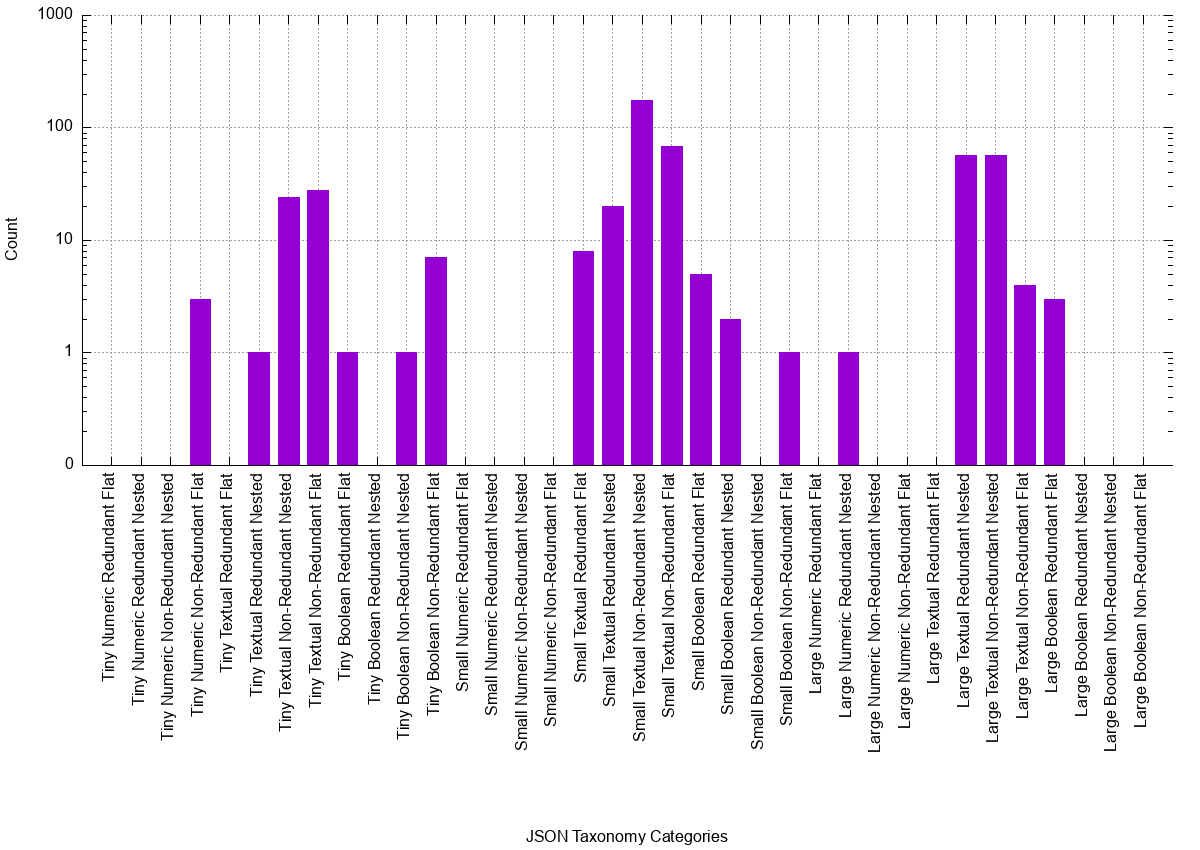 1000
100
10
1
0
Count
Tiny Numeric Redundant Flat
Tiny Numeric Redundant Nested
Tiny Numeric Non-Redundant Nested
Tiny Numeric Non-Redundant Flat
Tiny Textual Redundant Flat
Tiny Textual Redundant Nested
Tiny Textual Non-Redundant Nested
Tiny Textual Non-Redundant Flat
Tiny Boolean Redundant Flat
Tiny Boolean Redundant Nested
Tiny Boolean Non-Redundant Nested
Tiny Boolean Non-Redundant Flat
Small Numeric Redundant Flat
Small Numeric Redundant Nested
Small Numeric Non-Redundant Nested
Small Numeric Non-Redundant Flat
Small Textual Redundant Flat
Small Textual Redundant Nested
Small Textual Non-Redundant Nested
Small Textual Non-Redundant Flat
Small Boolean Redundant Flat
Small Boolean Redundant Nested
Small Boolean Non-Redundant Nested
Small Boolean Non-Redundant Flat
Large Numeric Redundant Flat
Large Numeric Redundant Nested
Large Numeric Non-Redundant Nested
Large Numeric Non-Redundant Flat
Large Textual Redundant Flat
Large Textual Redundant Nested
Large Textual Non-Redundant Nested
Large Textual Non-Redundant Flat
Large Boolean Redundant Flat
Large Boolean Redundant Nested
Large Boolean Non-Redundant Nested
Large Boolean Non-Redundant Flat
JSON Taxonomy Categories